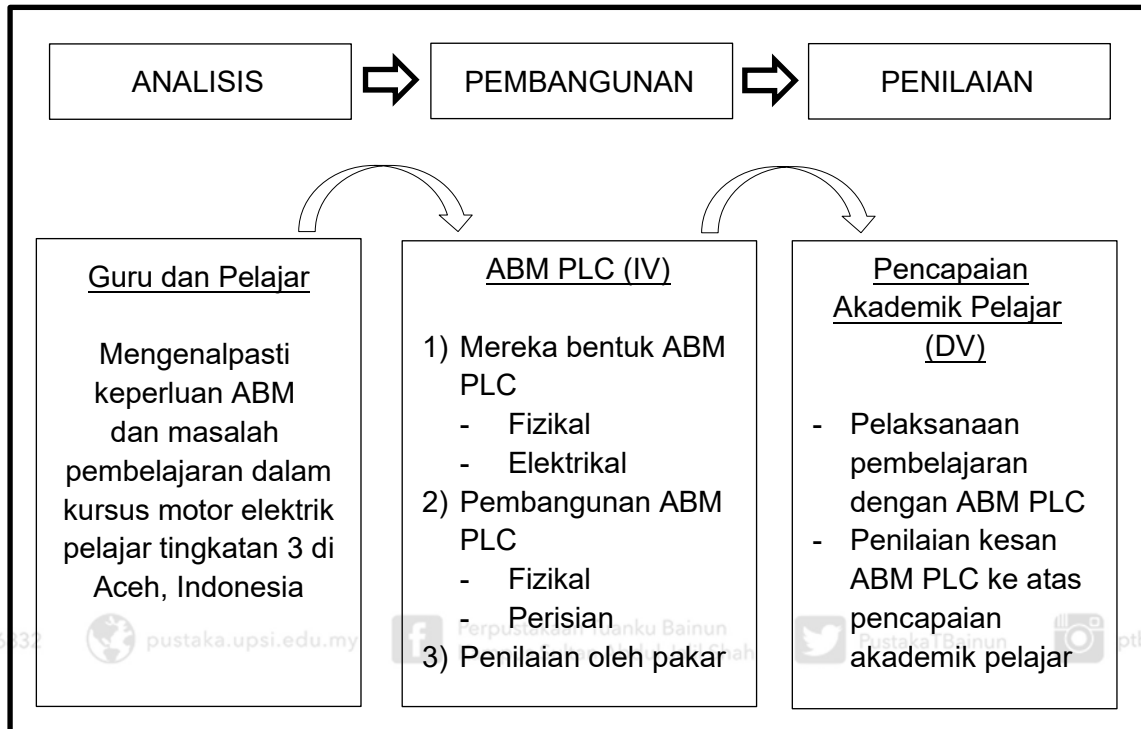 ANALISIS
PEMBANGUNAN
PENILAIAN
Guru dan Pelajar
Mengenalpasti
keperluan ABM
dan masalah
pembelajaran dalam
kursus motor elektrik
pelajar tingkatan 3 di
Aceh, Indonesia
ABM PLC (IV)
1) Mereka bentuk ABM
PLC
- Fizikal
- Elektrikal
2) Pembangunan ABM
PLC
- Fizikal
- Perisian
3) Penilaian oleh pakar
Pencapaian
Akademik Pelajar
(DV)
- Pelaksanaan
pembelajaran
dengan ABM PLC
- Penilaian kesan
ABM PLC ke atas
pencapaian
akademik pelajar
pustaka.upsi.edu.my
Perpustakaan Tuanku Bainun
PustakaTBainun